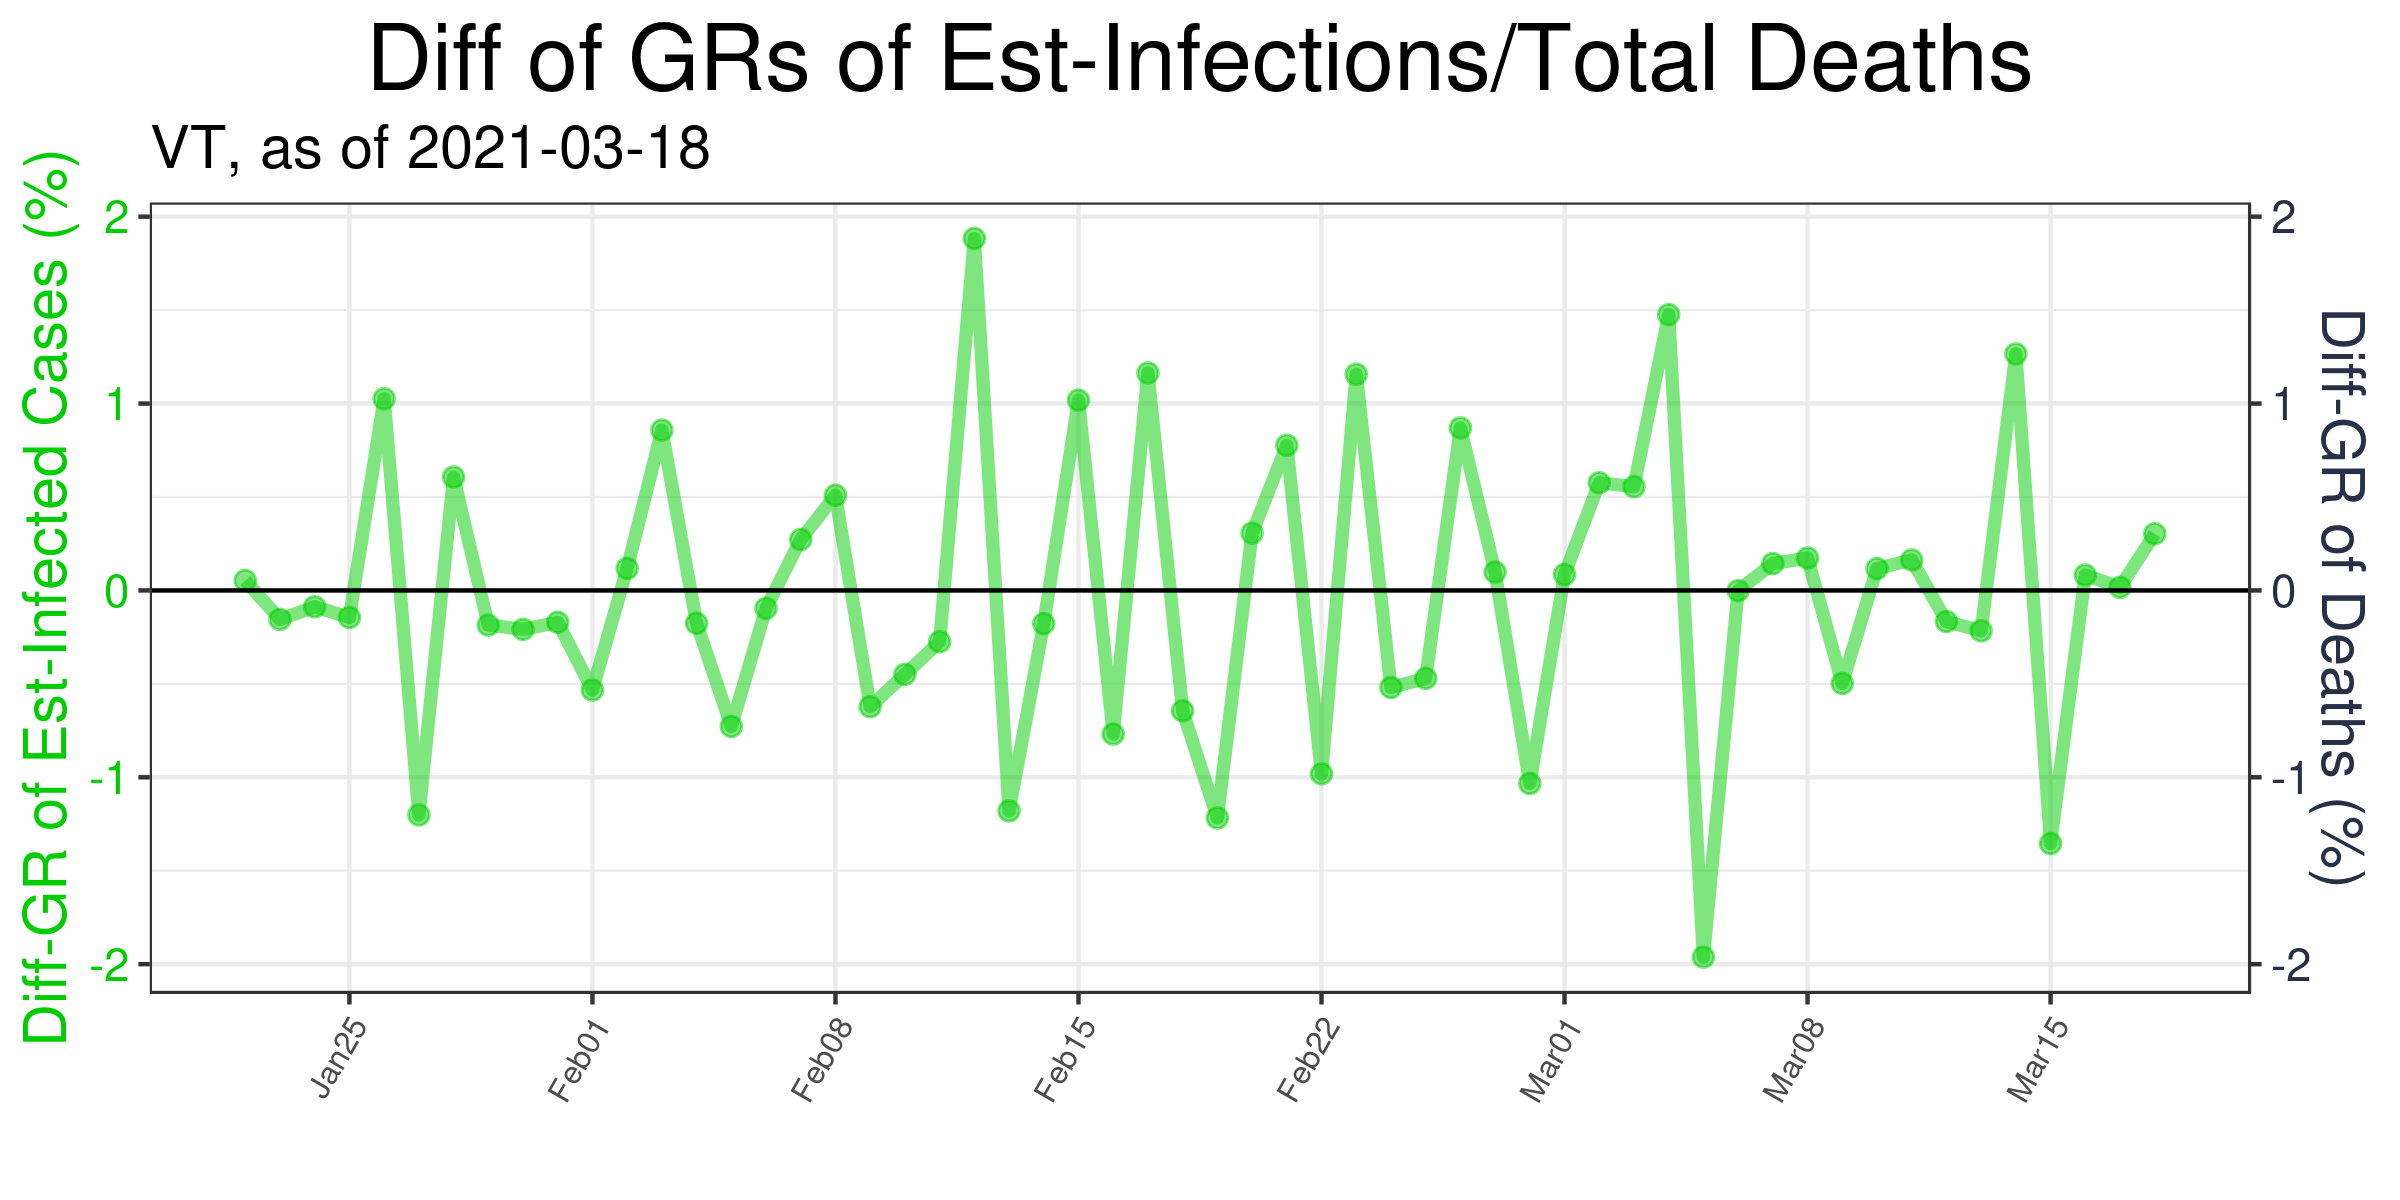 Diff of GRs of Est-Infections/Total Deaths
VT, as of 2021-03-18
Diff-GR of Est-Infected Cases (%)
2
1
0
-1
-2
2
1
0
-1
-2
Diff-GR of Deaths (%)
Jan25
Feb01
Feb08
Feb15
Feb22
Mar01
Mar08
Mar15